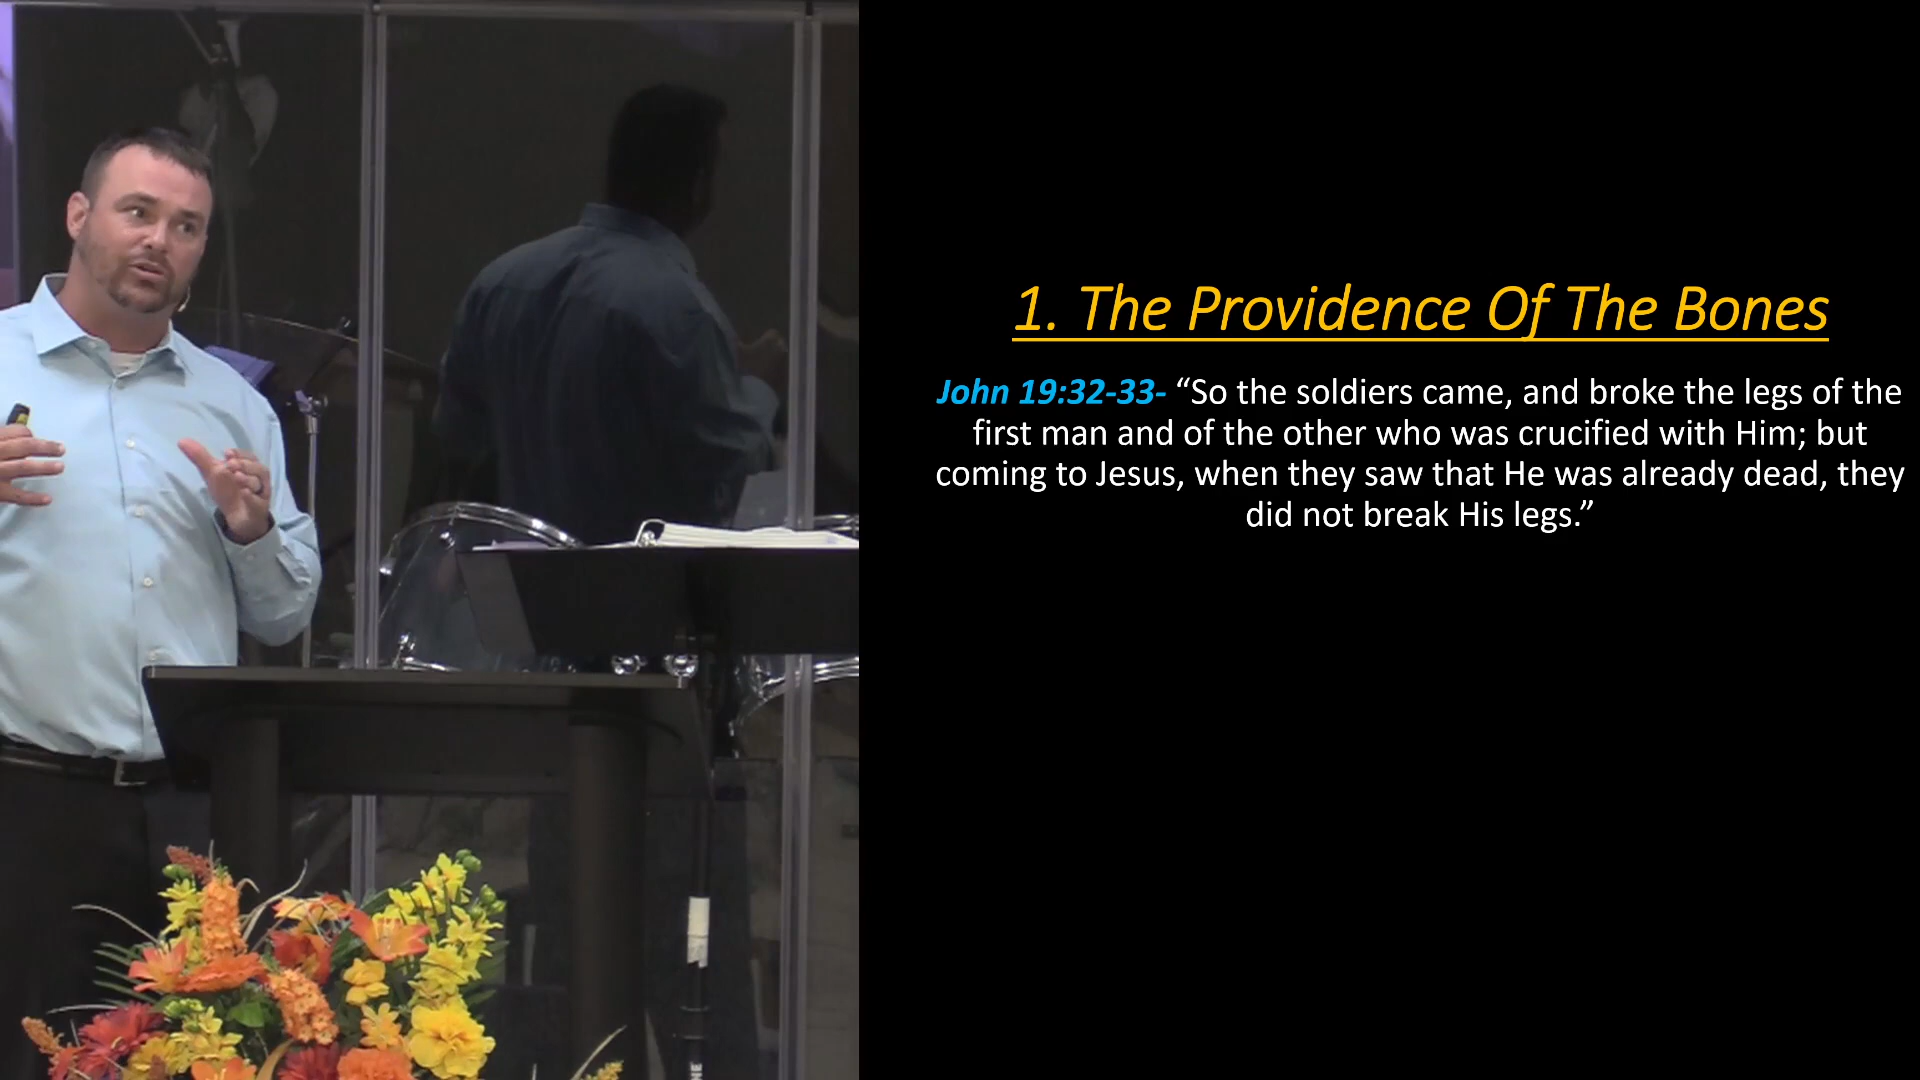 1. The Providence Of The Bones
John 19:32-33- “So the soldiers came, and broke the legs of the
first man and of the other who was crucified with Him; but
coming to Jesus, when they saw that He was already dead, they
did not break His legs.”